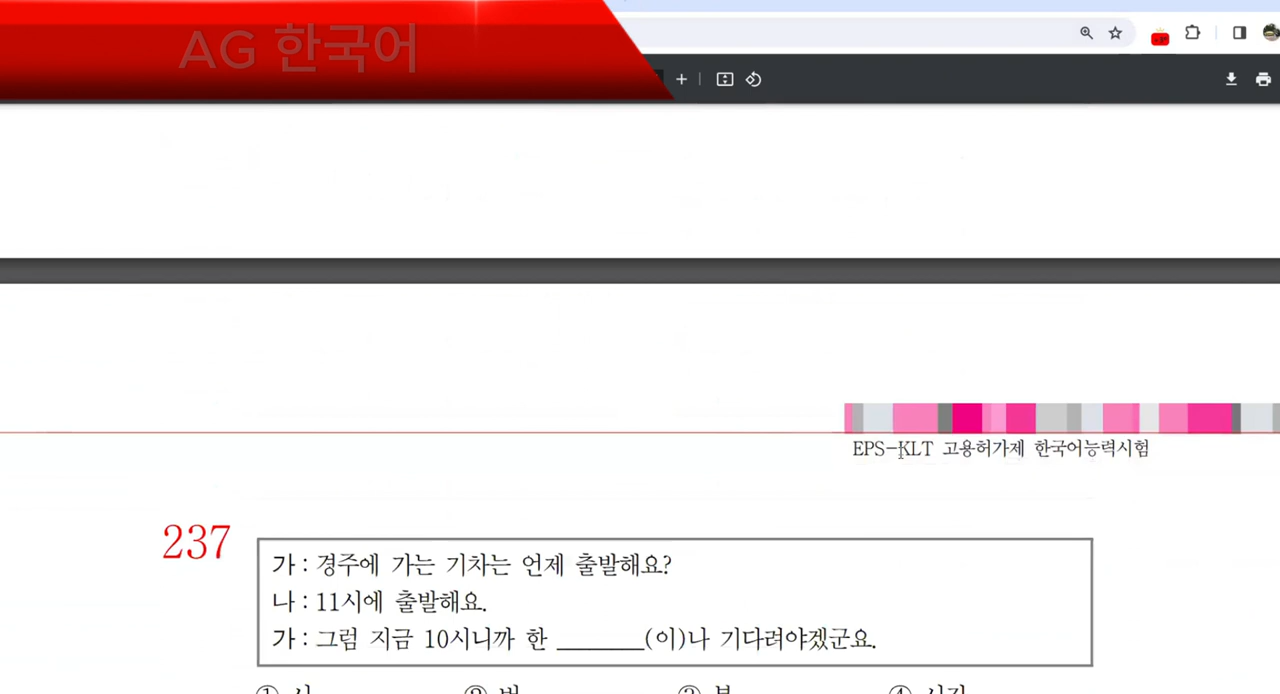 AG 한국어
EPS-KLT 고용허가제 한국어능력시험
237
가 : 경주에 가는 기차는 언제 출발해요?
나 : 11시에 출발해요.
가 : 그럼 지금 10시니까 한 _______(이)나 기다려야겠군요.